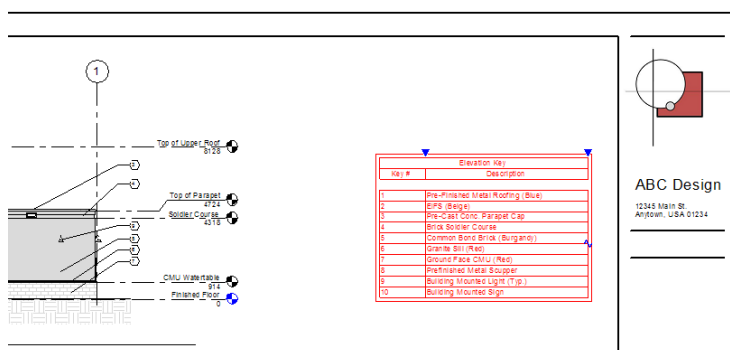 1
Top of Upper Roof
8128
3
4
Top of Parapet
4724
Soldier Course
4318
CMU Watertable
914
Finished Floor
0
Elevation Key
Key # Description
1 Pre-Finished Metal Roofing (Blue)
2 EIFS (Beige)
3 Pre-Cast Conc. Parapet Cap
4 Brick Soldier Course
5 Common Bond Brick (Burgandy)
6 Granite Sill (Red)
7 Ground Face CMU (Red)
8 Prefinished Metal Scupper
9 Building Mounted Light (Typ.)
10 Building Mounted Sign
ABC Design
12345 Main St.
Anytown, USA 01234